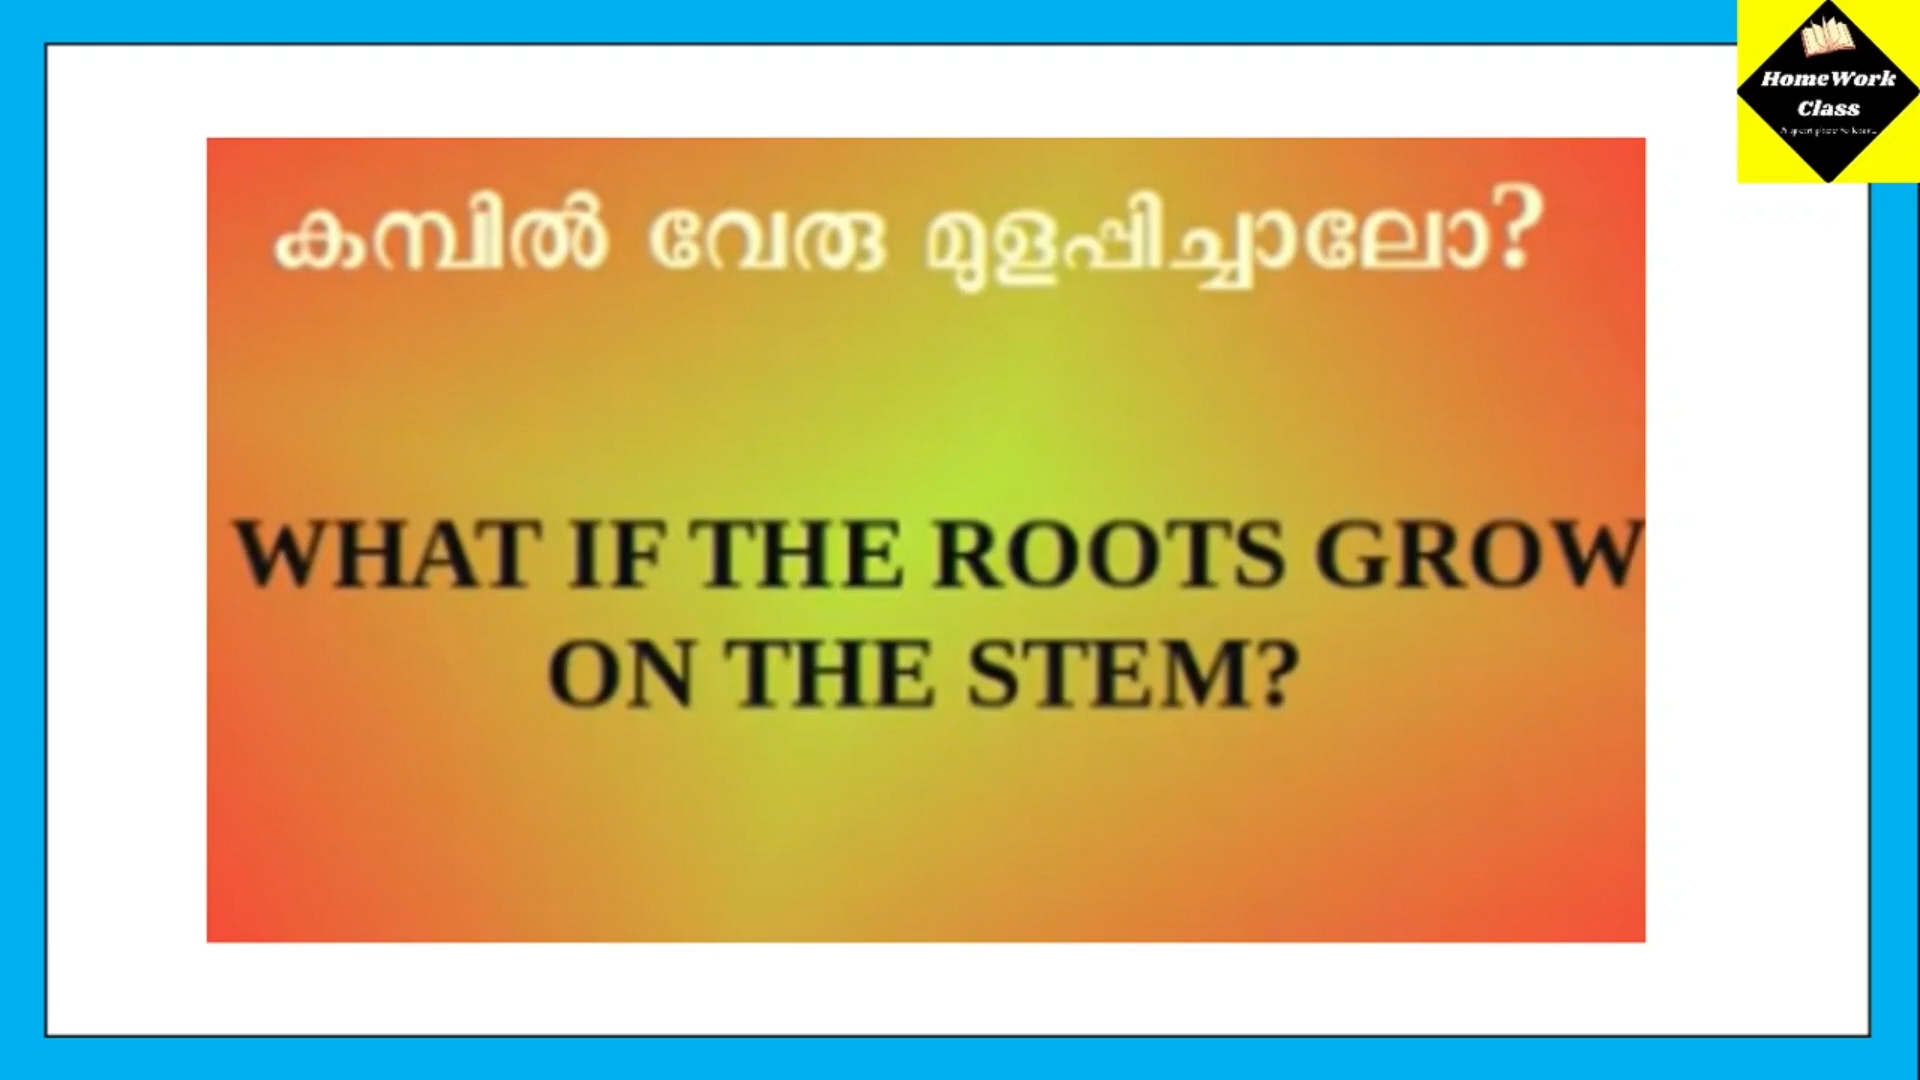 HomeWork
Class
കമ്പിൽ വേരു മുളപ്പിച്ചാലോ?
WHAT IF THE ROOTS GROW
ON THE STEM?